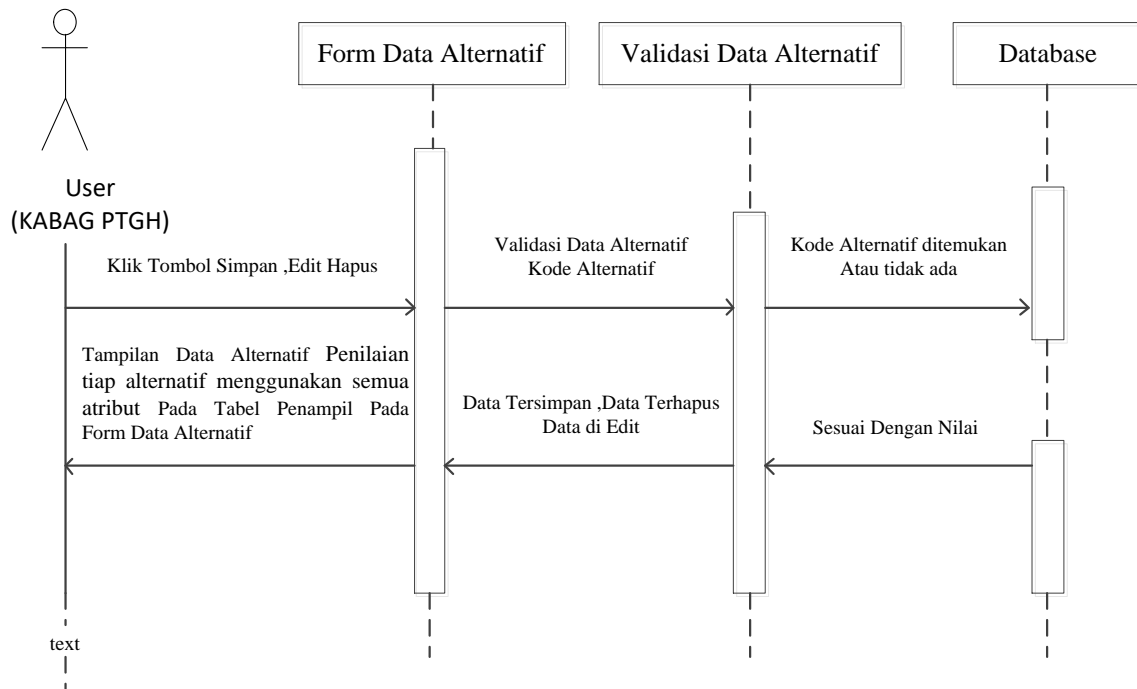 Form Data Alternatif
Validasi Data Alternatif
Database
User
(KABAG PTGH)
Klik Tombol Simpan ,Edit Hapus
Validasi Data Alternatif
Kode Alternatif
Kode Alternatif ditemukan
Atau tidak ada
Tampilan Data Alternatif Penilaian
tiap alternatif menggunakan semua
atribut Pada Tabel Penampil Pada
Form Data Alternatif
Data Tersimpan ,Data Terhapus
Data di Edit
Sesuai Dengan Nilai
text